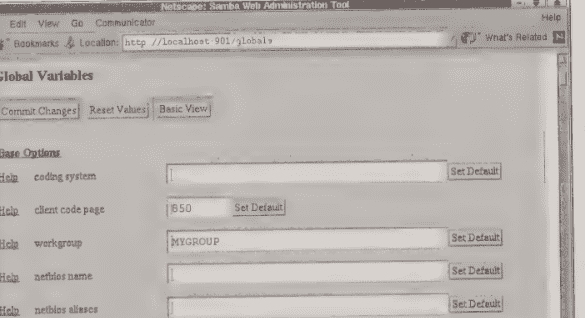 Netscape: Samba Web Administration Tool
Edit View Go Communicator Help
Bookmarks Location: http://localhost:901/globals What's Related N
Global Variables
Commit Changes Reset Values Basic View
Base Options
Help coding system Set Default
Help client code page 850 Set Default
Help workgroup MYGROUP Set Default
Help netbios name Set Default
Help netbios aliases Set Default